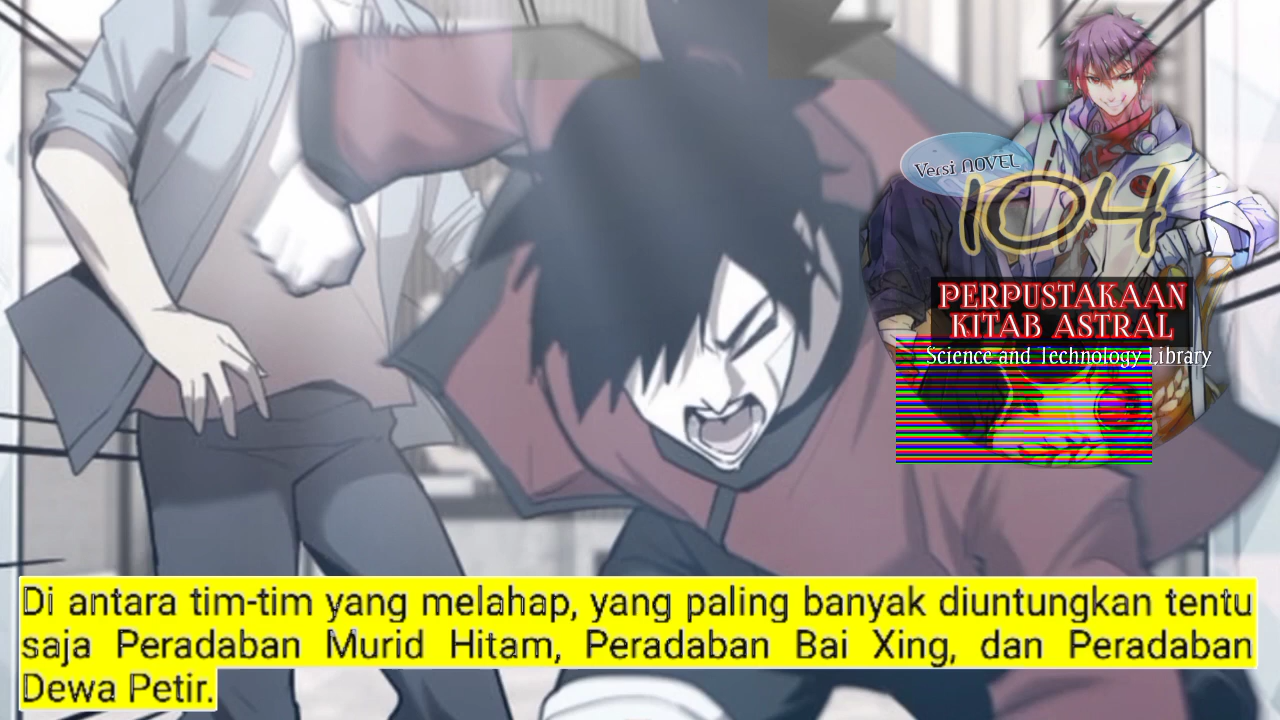 Versi NOVEL
104
PERPUSTAKAAN
KITAB ASTRAL
Science and Technology Library
Di antara tim-tim yang melahap, yang paling banyak diuntungkan tentu
saja Peradaban Murid Hitam, Peradaban Bai Xing, dan Peradaban
Dewa Petir.